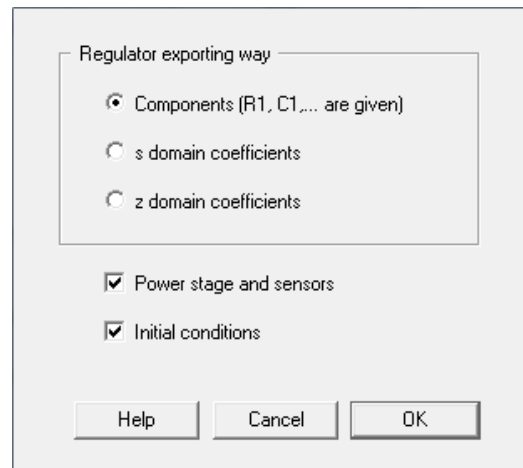 Regulator exporting way
Components (R1, C1,... are given)
s domain coefficients
z domain coefficients
Power stage and sensors
Initial conditions
Help Cancel OK